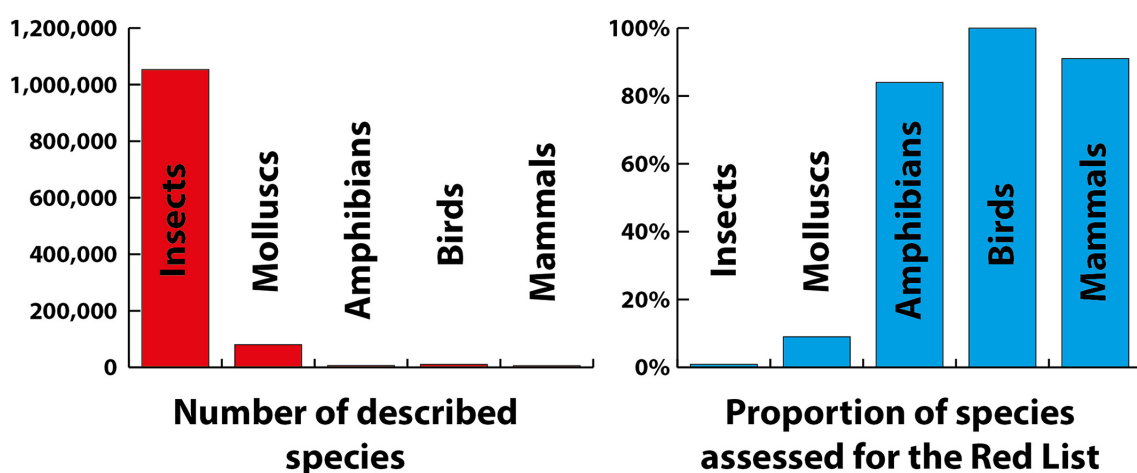 1,200,000
1,000,000
800,000
600,000
400,000
200,000
0
Insects
Molluscs
Amphibians
Birds
Mammals
Number of described
species
100%
80%
60%
40%
20%
0%
Insects
Molluscs
Amphibians
Birds
Mammals
Proportion of species
assessed for the Red List